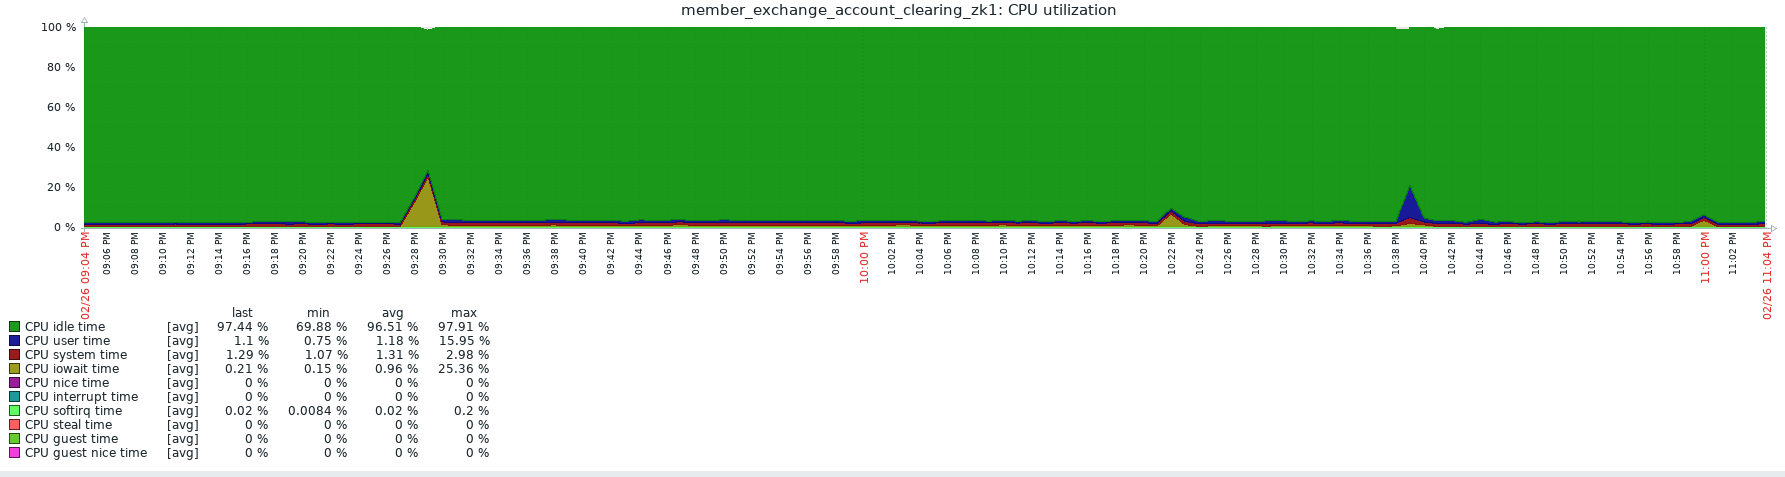 member_exchange_account_clearing_zk1: CPU utilization
100 %
80 %
60 %
40 %
20 %
0 %
02/26 09:04 PM
09:06 PM
09:08 PM
09:10 PM
09:12 PM
09:14 PM
09:16 PM
09:18 PM
09:20 PM
09:22 PM
09:24 PM
09:26 PM
09:28 PM
09:30 PM
09:32 PM
09:34 PM
09:36 PM
09:38 PM
09:40 PM
09:42 PM
09:44 PM
09:46 PM
09:48 PM
09:50 PM
09:52 PM
09:54 PM
09:56 PM
09:58 PM
10:00 PM
10:02 PM
10:04 PM
10:06 PM
10:08 PM
10:10 PM
10:12 PM
10:14 PM
10:16 PM
10:18 PM
10:20 PM
10:22 PM
10:24 PM
10:26 PM
10:28 PM
10:30 PM
10:32 PM
10:34 PM
10:36 PM
10:38 PM
10:40 PM
10:42 PM
10:44 PM
10:46 PM
10:48 PM
10:50 PM
10:52 PM
10:54 PM
10:56 PM
10:58 PM
11:00 PM
11:02 PM
02/26 11:04 PM
last min avg max
CPU idle time [avg] 97.44 % 69.88 % 96.51 % 97.91 %
CPU user time [avg] 1.1 % 0.75 % 1.18 % 15.95 %
CPU system time [avg] 1.29 % 1.07 % 1.31 % 2.98 %
CPU iowait time [avg] 0.21 % 0.15 % 0.96 % 25.36 %
CPU nice time [avg] 0 % 0 % 0 % 0 %
CPU interrupt time [avg] 0 % 0 % 0 % 0 %
CPU softirq time [avg] 0.02 % 0.0084 % 0.02 % 0.2 %
CPU steal time [avg] 0 % 0 % 0 % 0 %
CPU guest time [avg] 0 % 0 % 0 % 0 %
CPU guest nice time [avg] 0 % 0 % 0 % 0 %